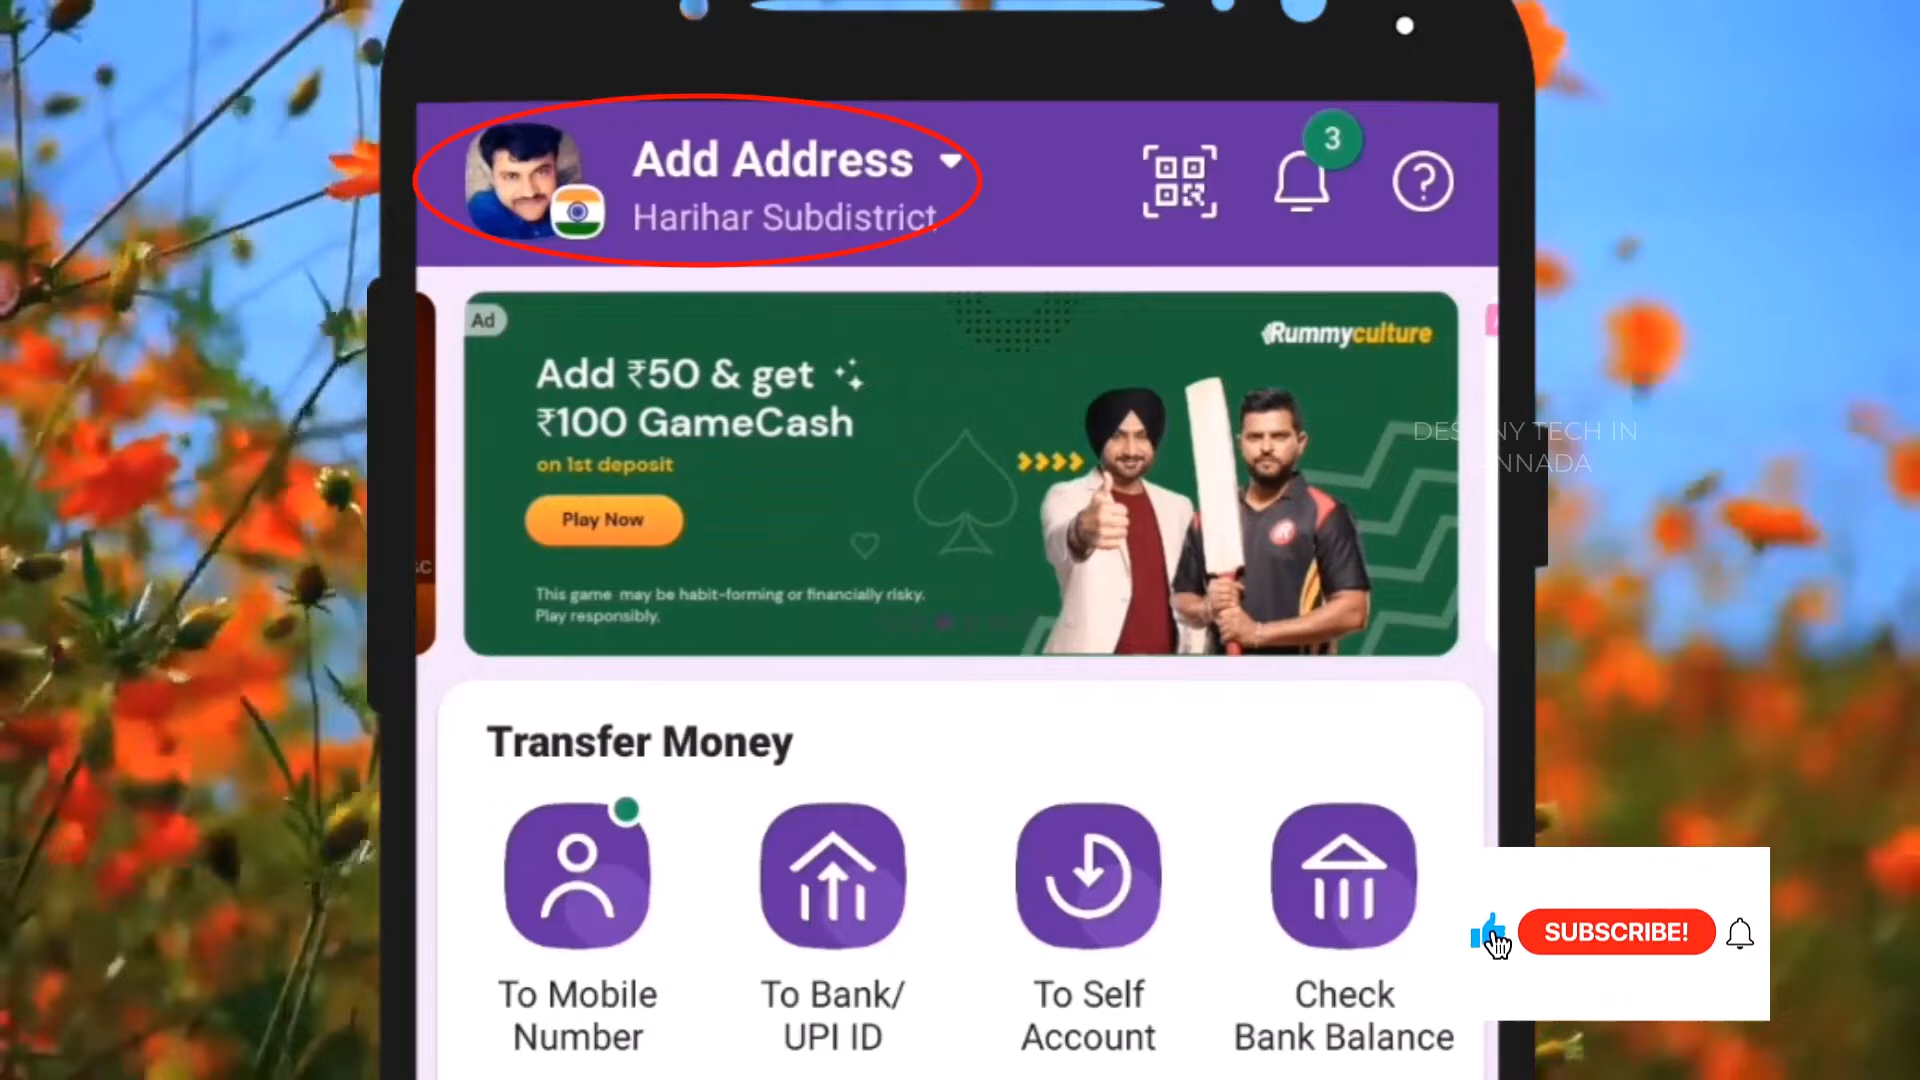 Add Address
Harihar Subdistrict
3
?
Ad
Rummyculture
Add ₹50 & get
₹100 GameCash
on 1st deposit
Play Now
This game may be habit-forming or financially risky.
Play responsibly.
TECH IN
Transfer Money
To Mobile
Number
To Bank/
UPI ID
To Self
Account
Check
Bank Balance
SUBSCRIBE!